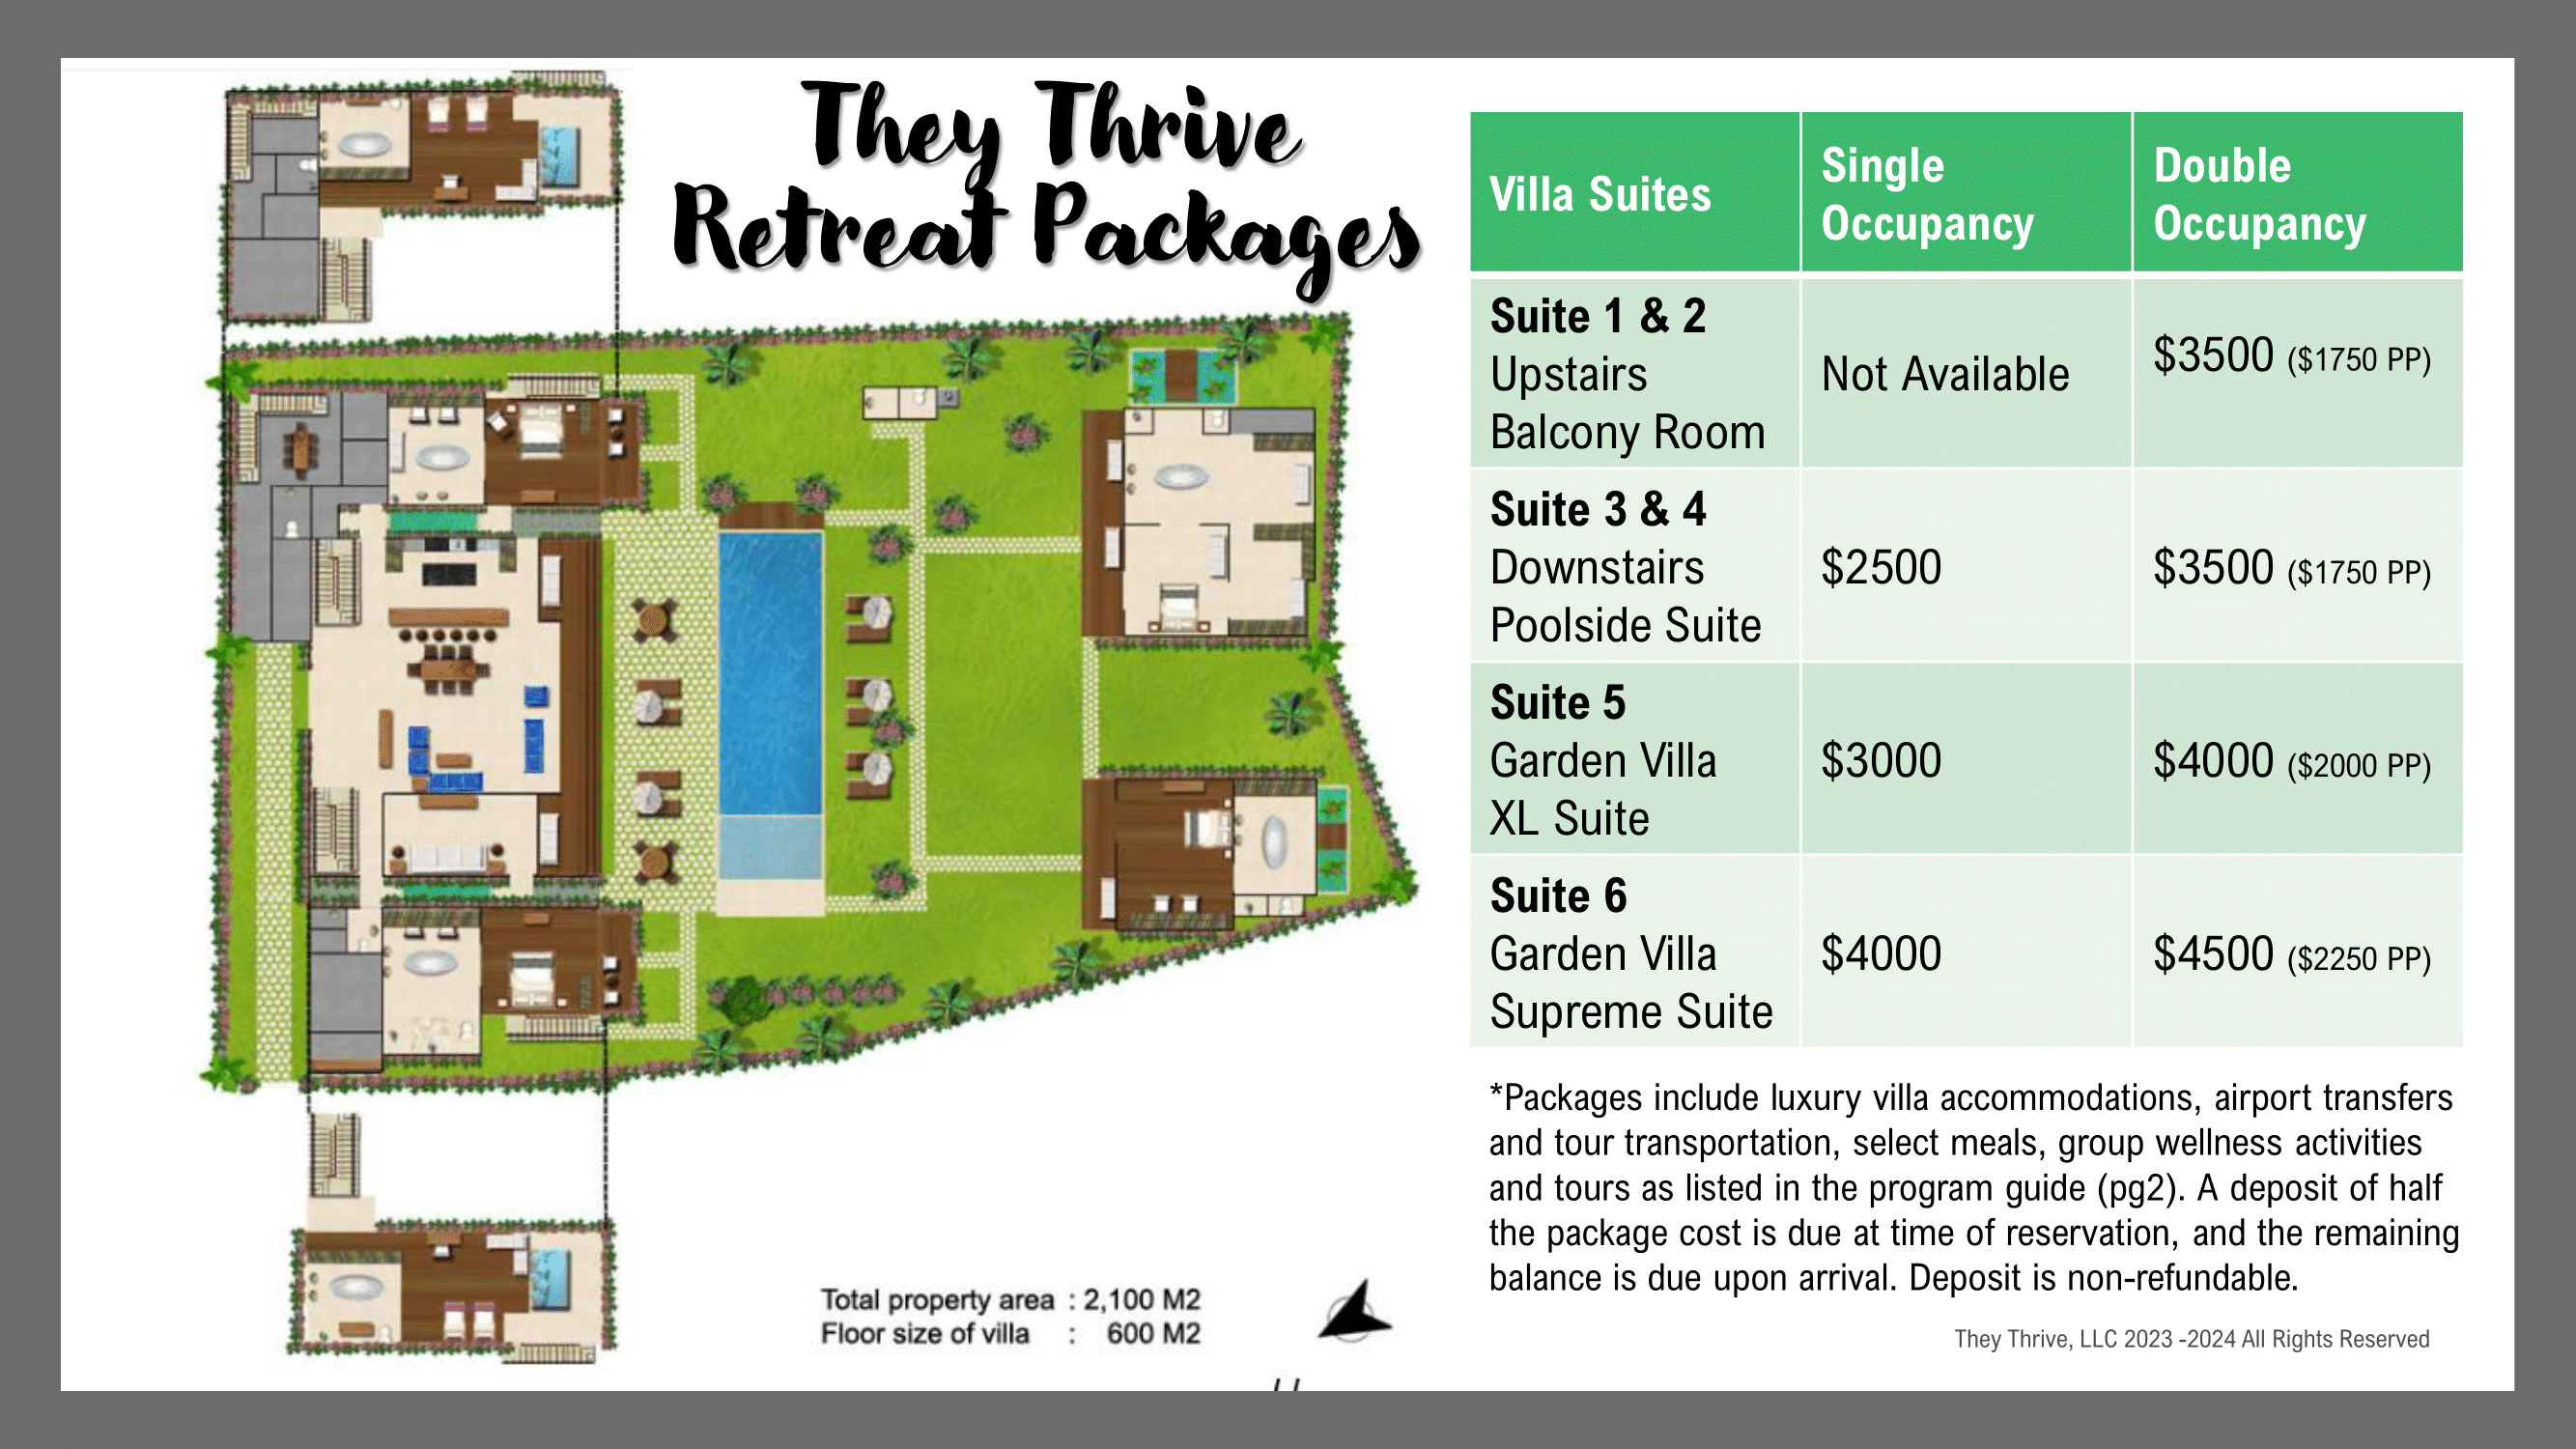 They Thrive
Retreat Packages
Villa Suites
Single
Occupancy
Double
Occupancy
Suite 1 & 2
Upstairs
Balcony Room
Not Available
$3500 ($1750 PP)
Suite 3 & 4
Downstairs
Poolside Suite
$2500
$3500 ($1750 PP)
Suite 5
Garden Villa
XL Suite
$3000
$4000 ($2000 PP)
Suite 6
Garden Villa
Supreme Suite
$4000
$4500 ($2250 PP)
*Packages include luxury villa accommodations, airport transfers
and tour transportation, select meals, group wellness activities
and tours as listed in the program guide (pg2). A deposit of half
the package cost is due at time of reservation, and the remaining
balance is due upon arrival. Deposit is non-refundable.
Total property area : 2,100 M2
Floor size of villa : 600 M2
They Thrive, LLC 2023 -2024 All Rights Reserved